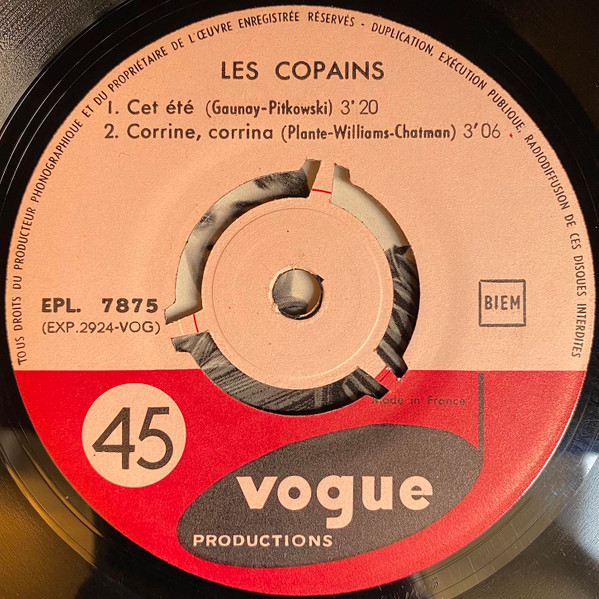 TOUS DROITS DU PRODUCTEUR PHONOGRAPHIQUE ET DU PROPRIÉTAIRE DE L'ŒUVRE ENREGISTRÉE RÉSERVÉS - DUPLICATION, EXÉCUTION PUBLIQUE, RADIODIFFUSION DE CES DISQUES INTERDITES
LES COPAINS
1. Cet été (Gaunay-Pitkowski) 3'20
2. Corrine, corrina (Plante-Williams-Chatman) 3'06
EPL. 7875
(EXP.2924-VOG)
BIEM
Made in France
45
vogue
PRODUCTIONS